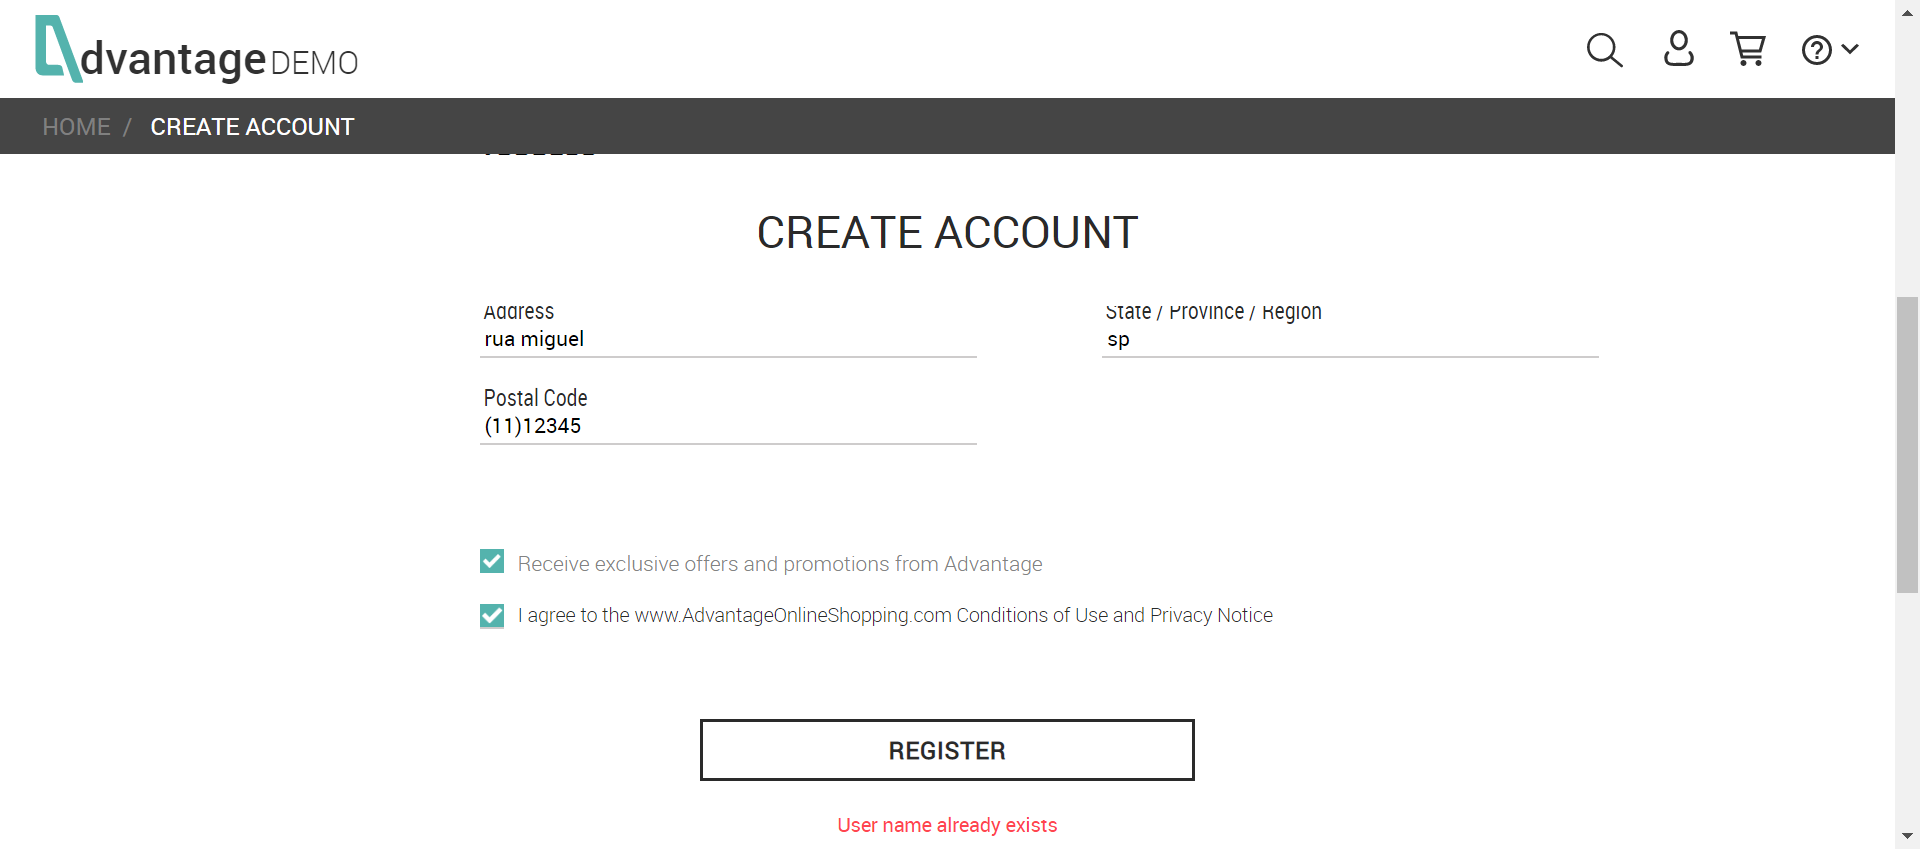 dvantage DEMO
HOME / CREATE ACCOUNT
CREATE ACCOUNT
Address
rua miguel
State / Province / Region
sp
Postal Code
(11)12345
Receive exclusive offers and promotions from Advantage
I agree to the www.AdvantageOnlineShopping.com Conditions of Use and Privacy Notice
REGISTER
User name already exists